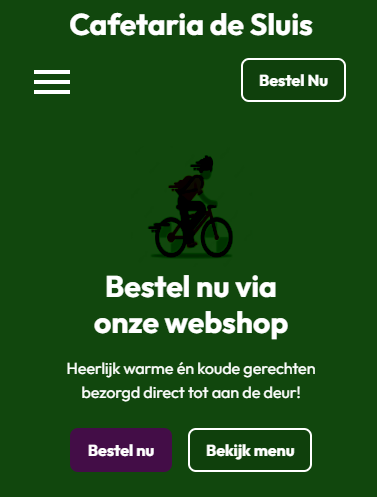 Cafetaria de Sluis
Bestel Nu
Bestel nu via
onze webshop
Heerlijk warme én koude gerechten
bezorgd direct tot aan de deur!
Bestel nu
Bekijk menu